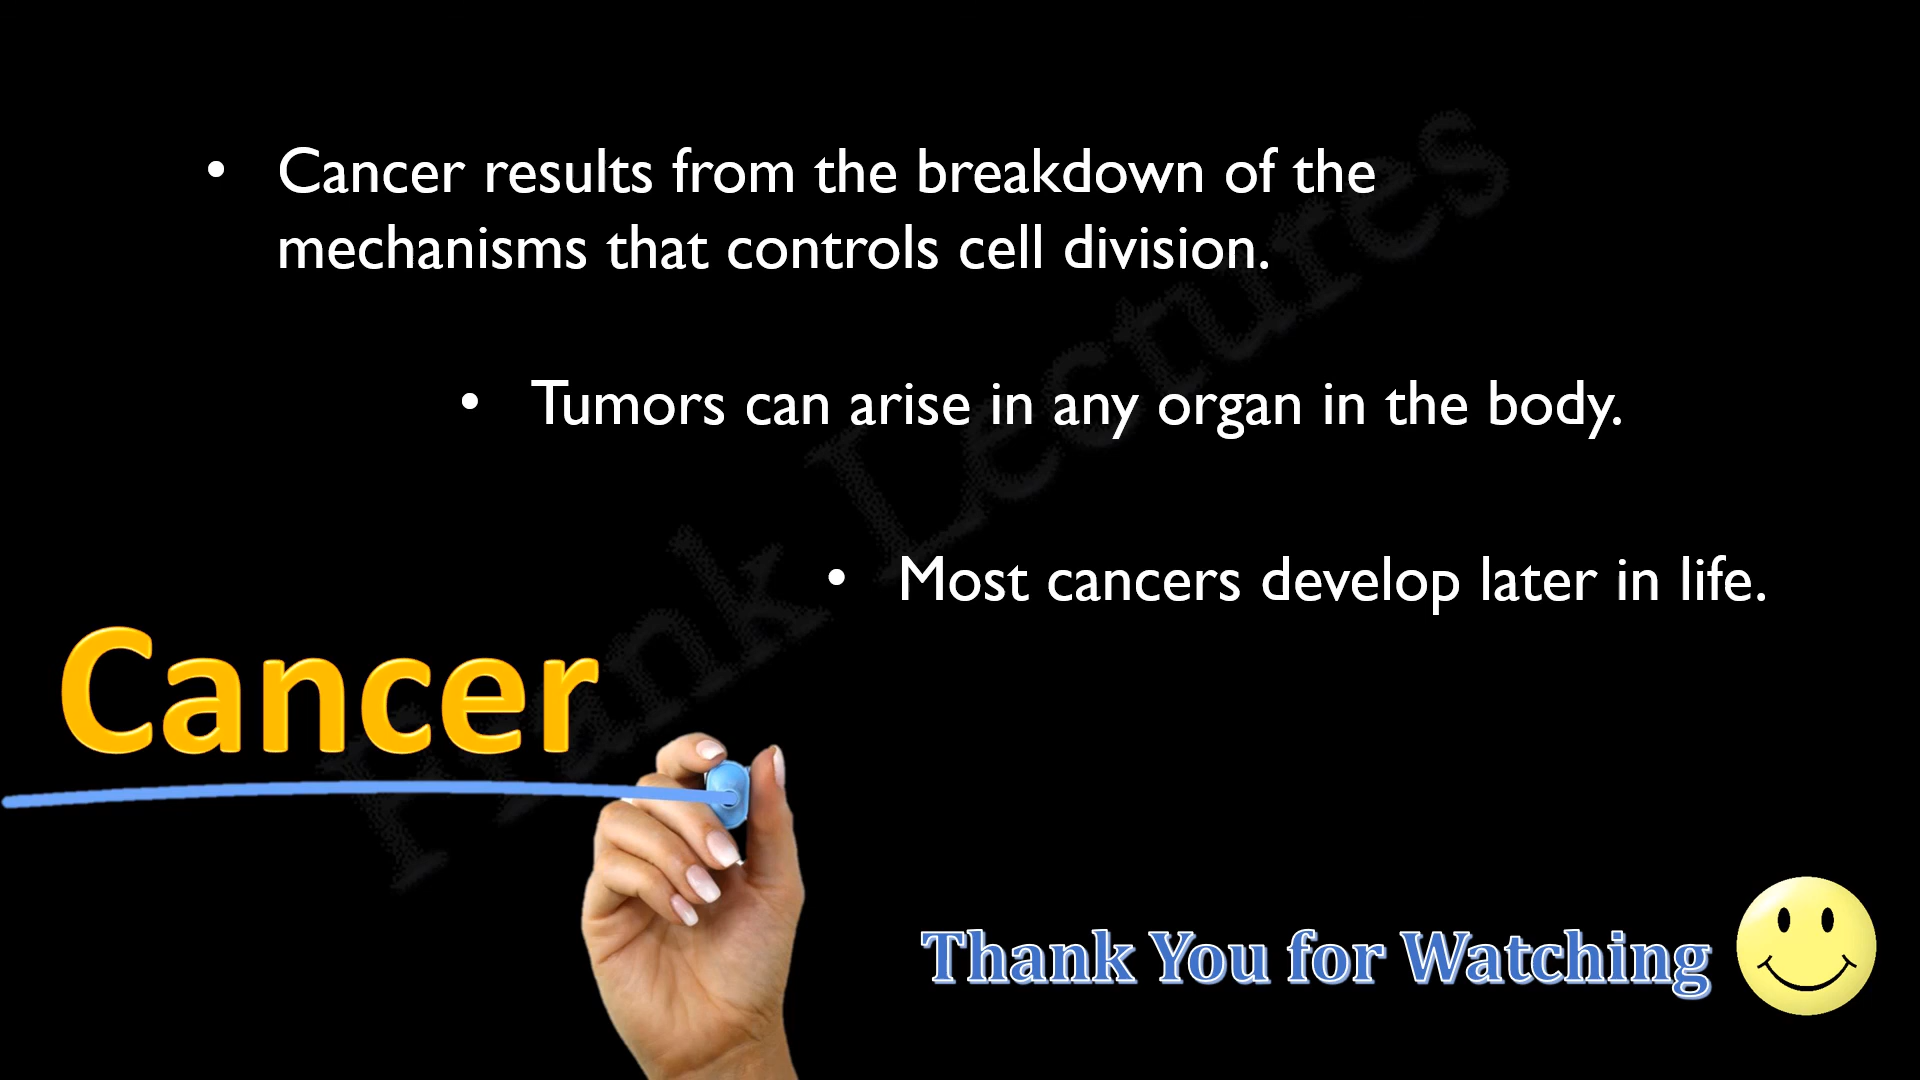 • Cancer results from the breakdown of the
mechanisms that controls cell division.
• Tumors can arise in any organ in the body.
• Most cancers develop later in life.
Cancer
Thank You for Watching
Lectures